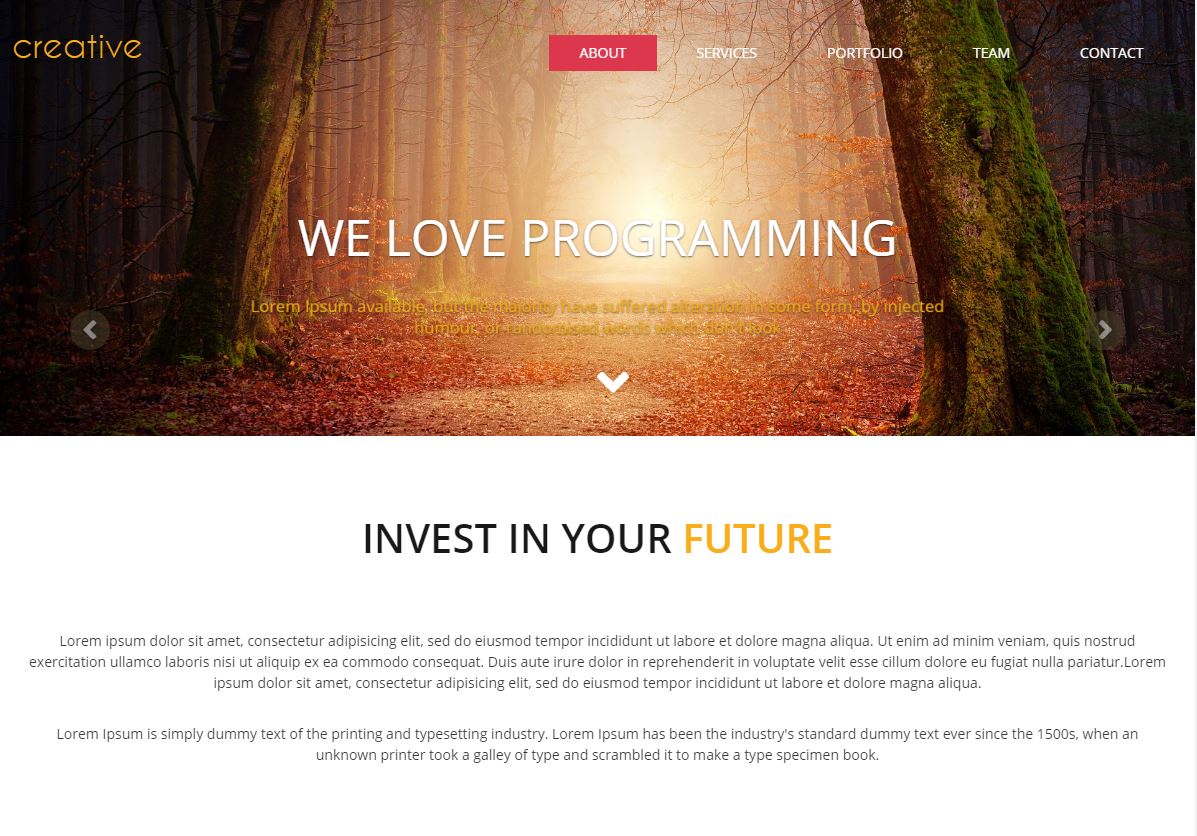 creative
ABOUT SERVICES PORTFOLIO TEAM CONTACT
WE LOVE PROGRAMMING
Lorem Ipsum available, but the majority have suffered alteration in some form, by injected
humour, or randomised words which don't look
INVEST IN YOUR FUTURE
Lorem ipsum dolor sit amet, consectetur adipisicing elit, sed do eiusmod tempor incididunt ut labore et dolore magna aliqua. Ut enim ad minim veniam, quis nostrud
exercitation ullamco laboris nisi ut aliquip ex ea commodo consequat. Duis aute irure dolor in reprehenderit in voluptate velit esse cillum dolore eu fugiat nulla pariatur.Lorem
ipsum dolor sit amet, consectetur adipisicing elit, sed do eiusmod tempor incididunt ut labore et dolore magna aliqua.
Lorem Ipsum is simply dummy text of the printing and typesetting industry. Lorem Ipsum has been the industry's standard dummy text ever since the 1500s, when an
unknown printer took a galley of type and scrambled it to make a type specimen book.